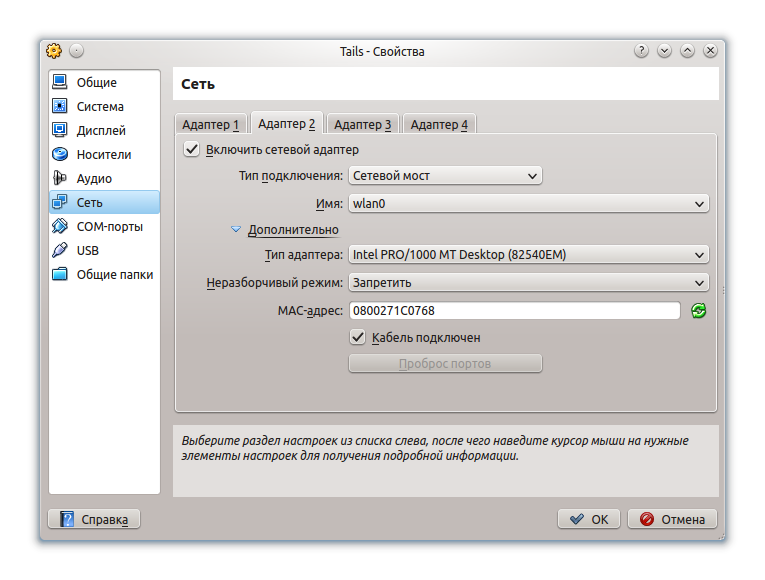 Tails - Свойства
Общие
Система
Дисплей
Носители
Аудио
Сеть
COM-порты
USB
Общие папки
Сеть
Адаптер 1 Адаптер 2 Адаптер 3 Адаптер 4
Включить сетевой адаптер
Тип подключения: Сетевой мост
Имя: wlan0
Дополнительно
Тип адаптера: Intel PRO/1000 MT Desktop (82540EM)
Неразборчивый режим: Запретить
MAC-адрес: 0800271C0768
Кабель подключен
Проброс портов
Выберите раздел настроек из списка слева, после чего наведите курсор мыши на нужные
элементы настроек для получения подробной информации.
Справка OK Отмена